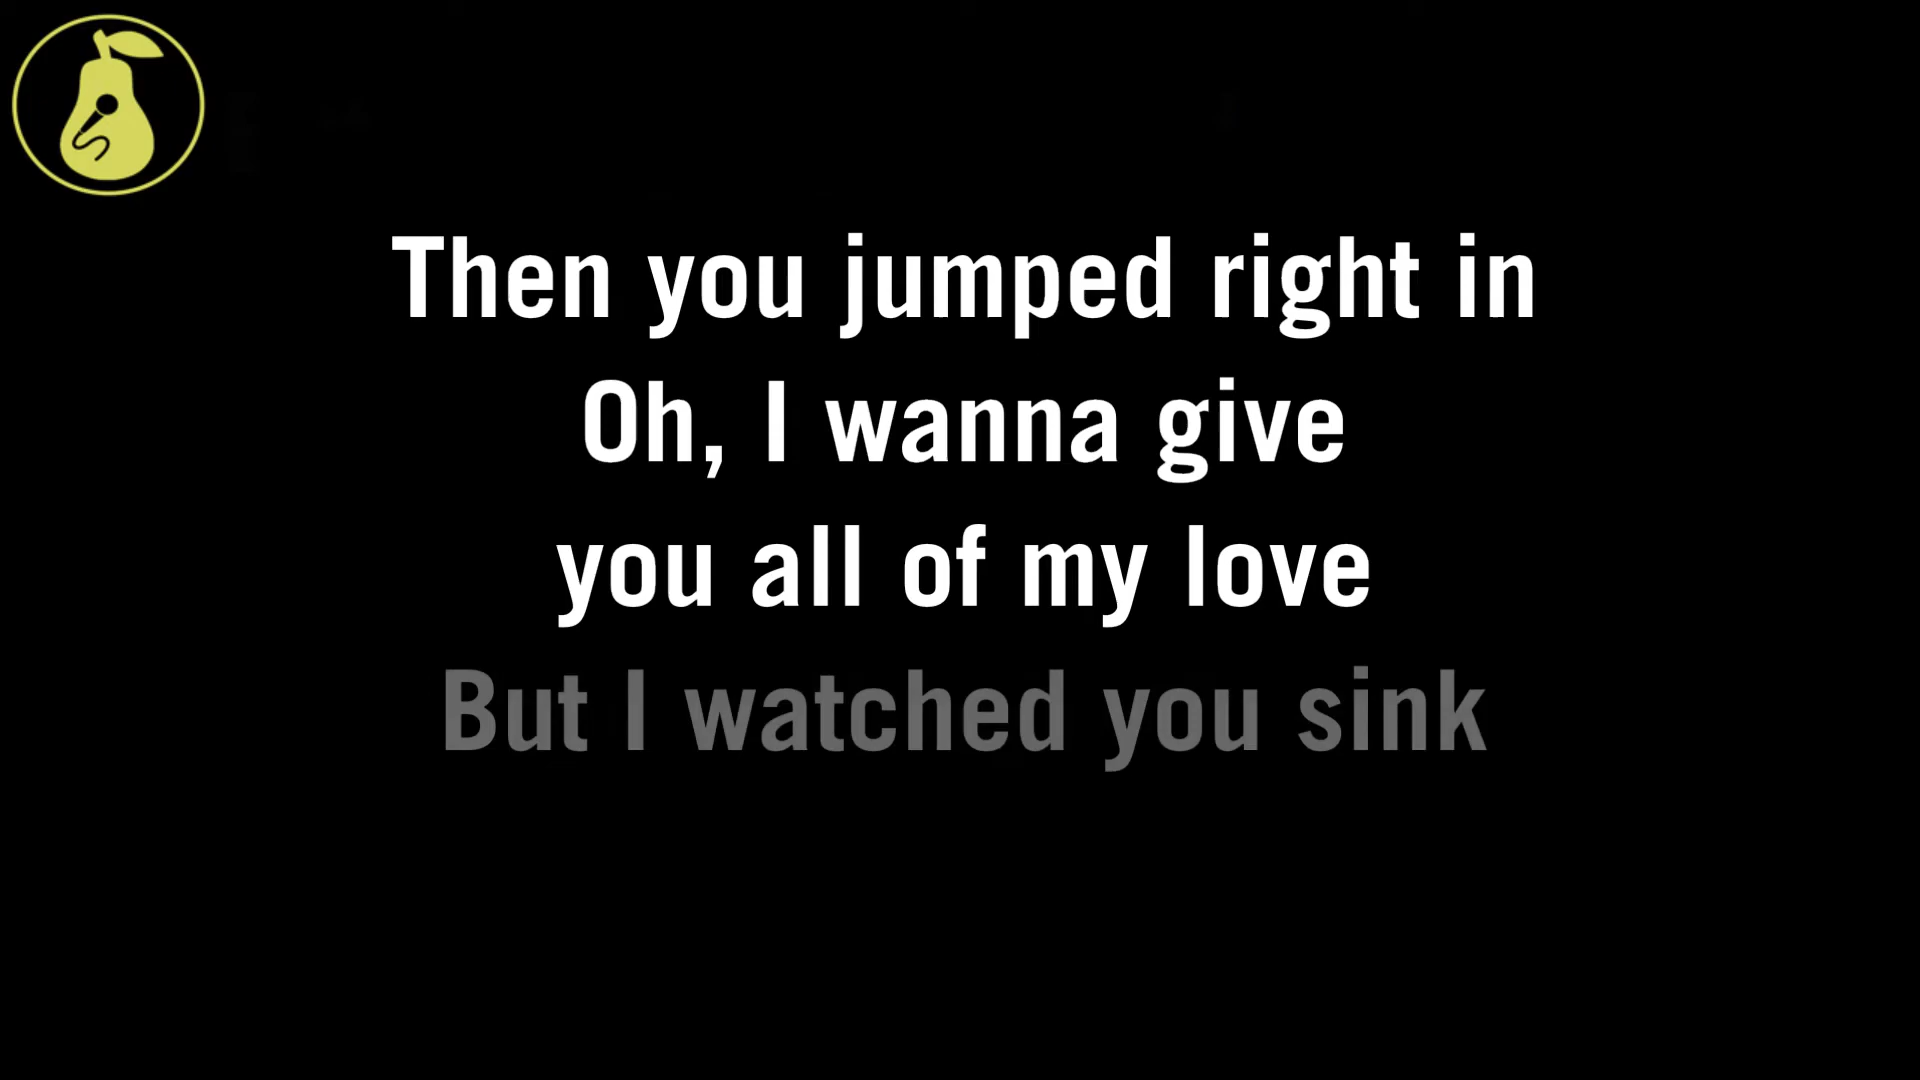 Then you jumped right in
Oh, I wanna give
you all of my love
But I watched you sink